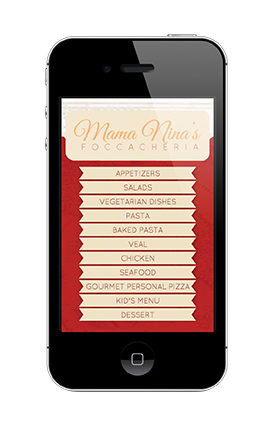 Mama Nina's
FOCCACHERIA
APPETIZERS
SALADS
VEGETARIAN DISHES
PASTA
BAKED PASTA
VEAL
CHICKEN
SEAFOOD
GOURMET PERSONAL PIZZA
KID'S MENU
DESSERT